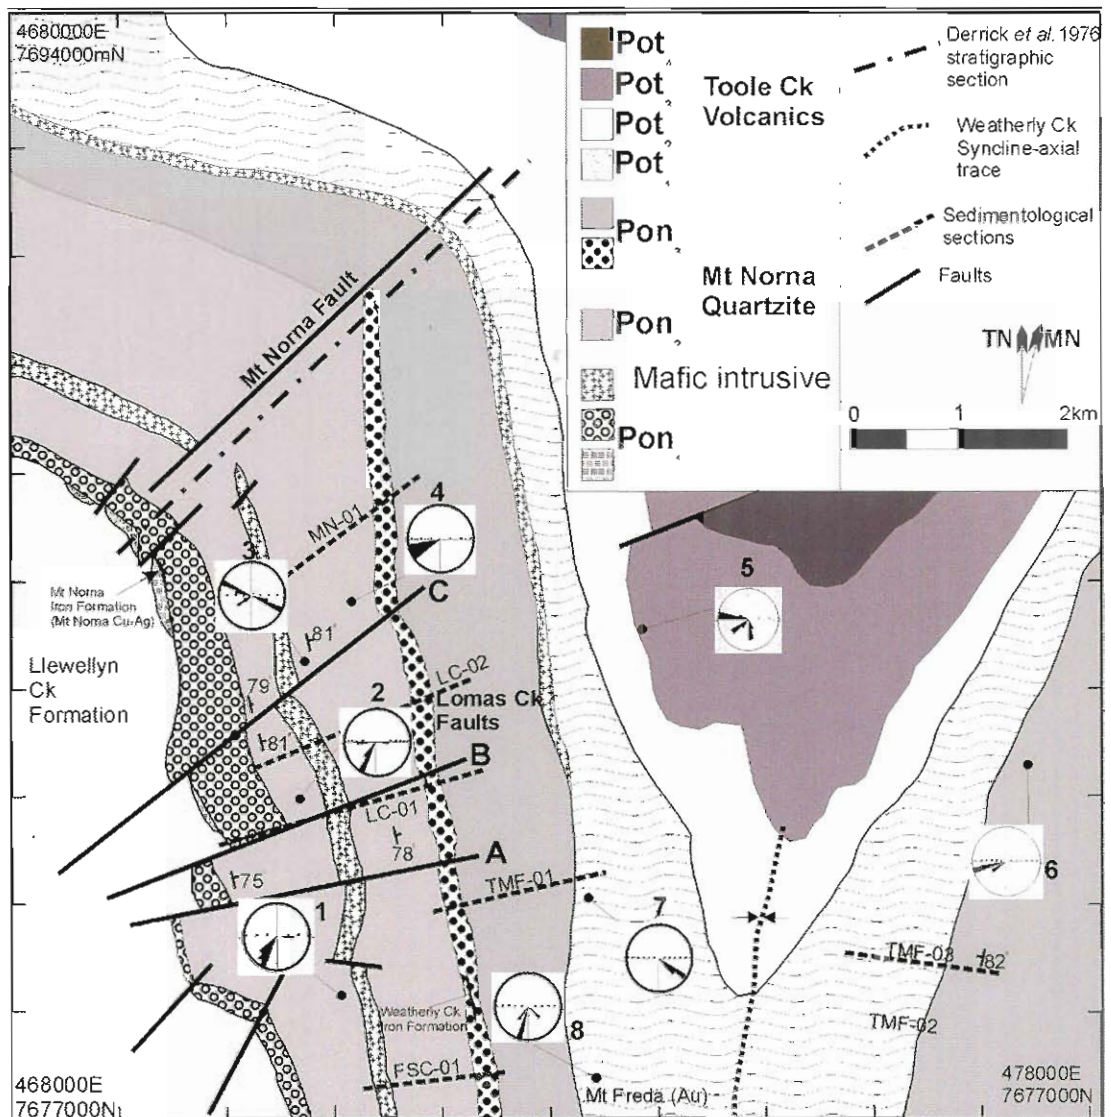 4680000E
7694000mN
Pot
Pot
Pot
Pot
Pon
Pon
Mafic intrusive
Pon
Toole Ck
Volcanics
Mt Norna
Quartzite
Derrick et al. 1976
stratigraphic
section
Weatherly Ck
Syncline-axial
trace
Sedimentological
sections
Faults
TN MN
0 1 2km
Mt Norna Fault
MN-01
4
3
C
5
Mt Norna
Iron Formation
(Mt Norna Cu-Ag)
81
79
LC-02
Llewellyn
Ck
Formation
Lomas Ck
Faults
2
81
B
LC-01
78
A
75
TMF-01
6
1
7
TMF-03 82
TMF-02
Weatherly Ck
Iron Formation
8
FSC-01
Mt Freda (Au)
468000E
7677000N
478000E
7677000N